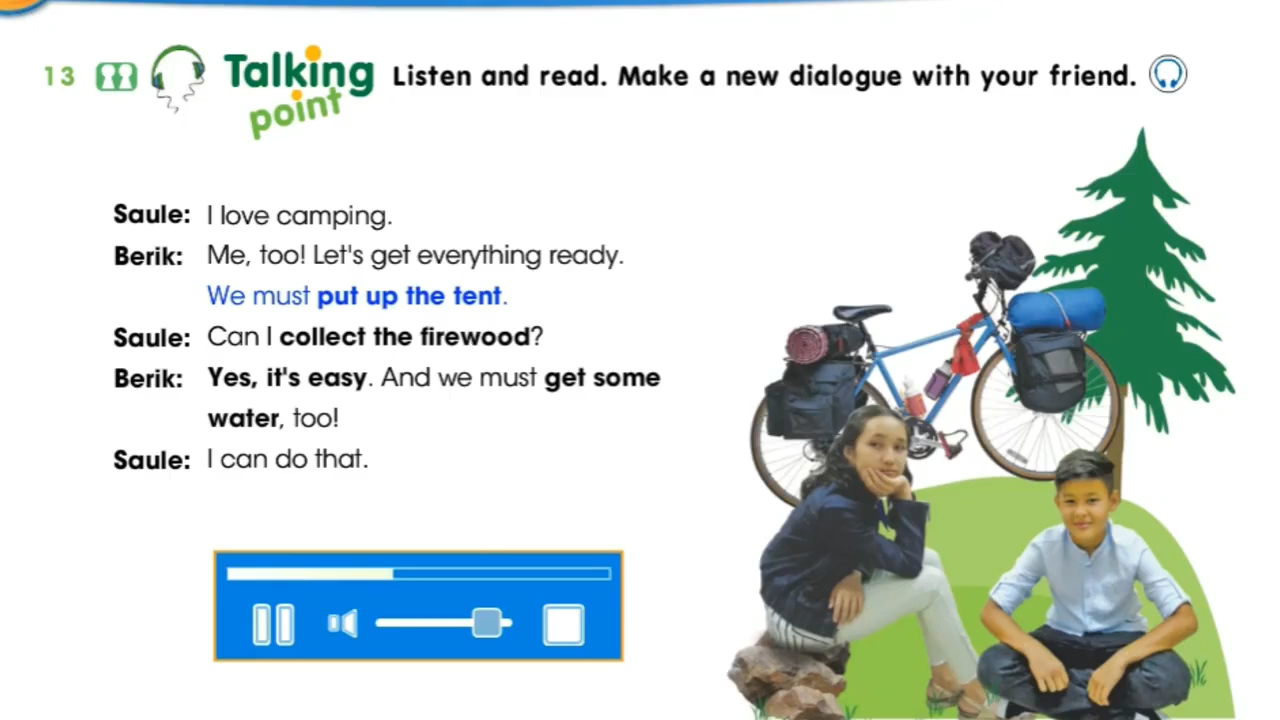 13 Talking point Listen and read. Make a new dialogue with your friend.
Saule: I love camping.
Berik: Me, too! Let's get everything ready.
We must put up the tent.
Saule: Can I collect the firewood?
Berik: Yes, it's easy. And we must get some
water, too!
Saule: I can do that.